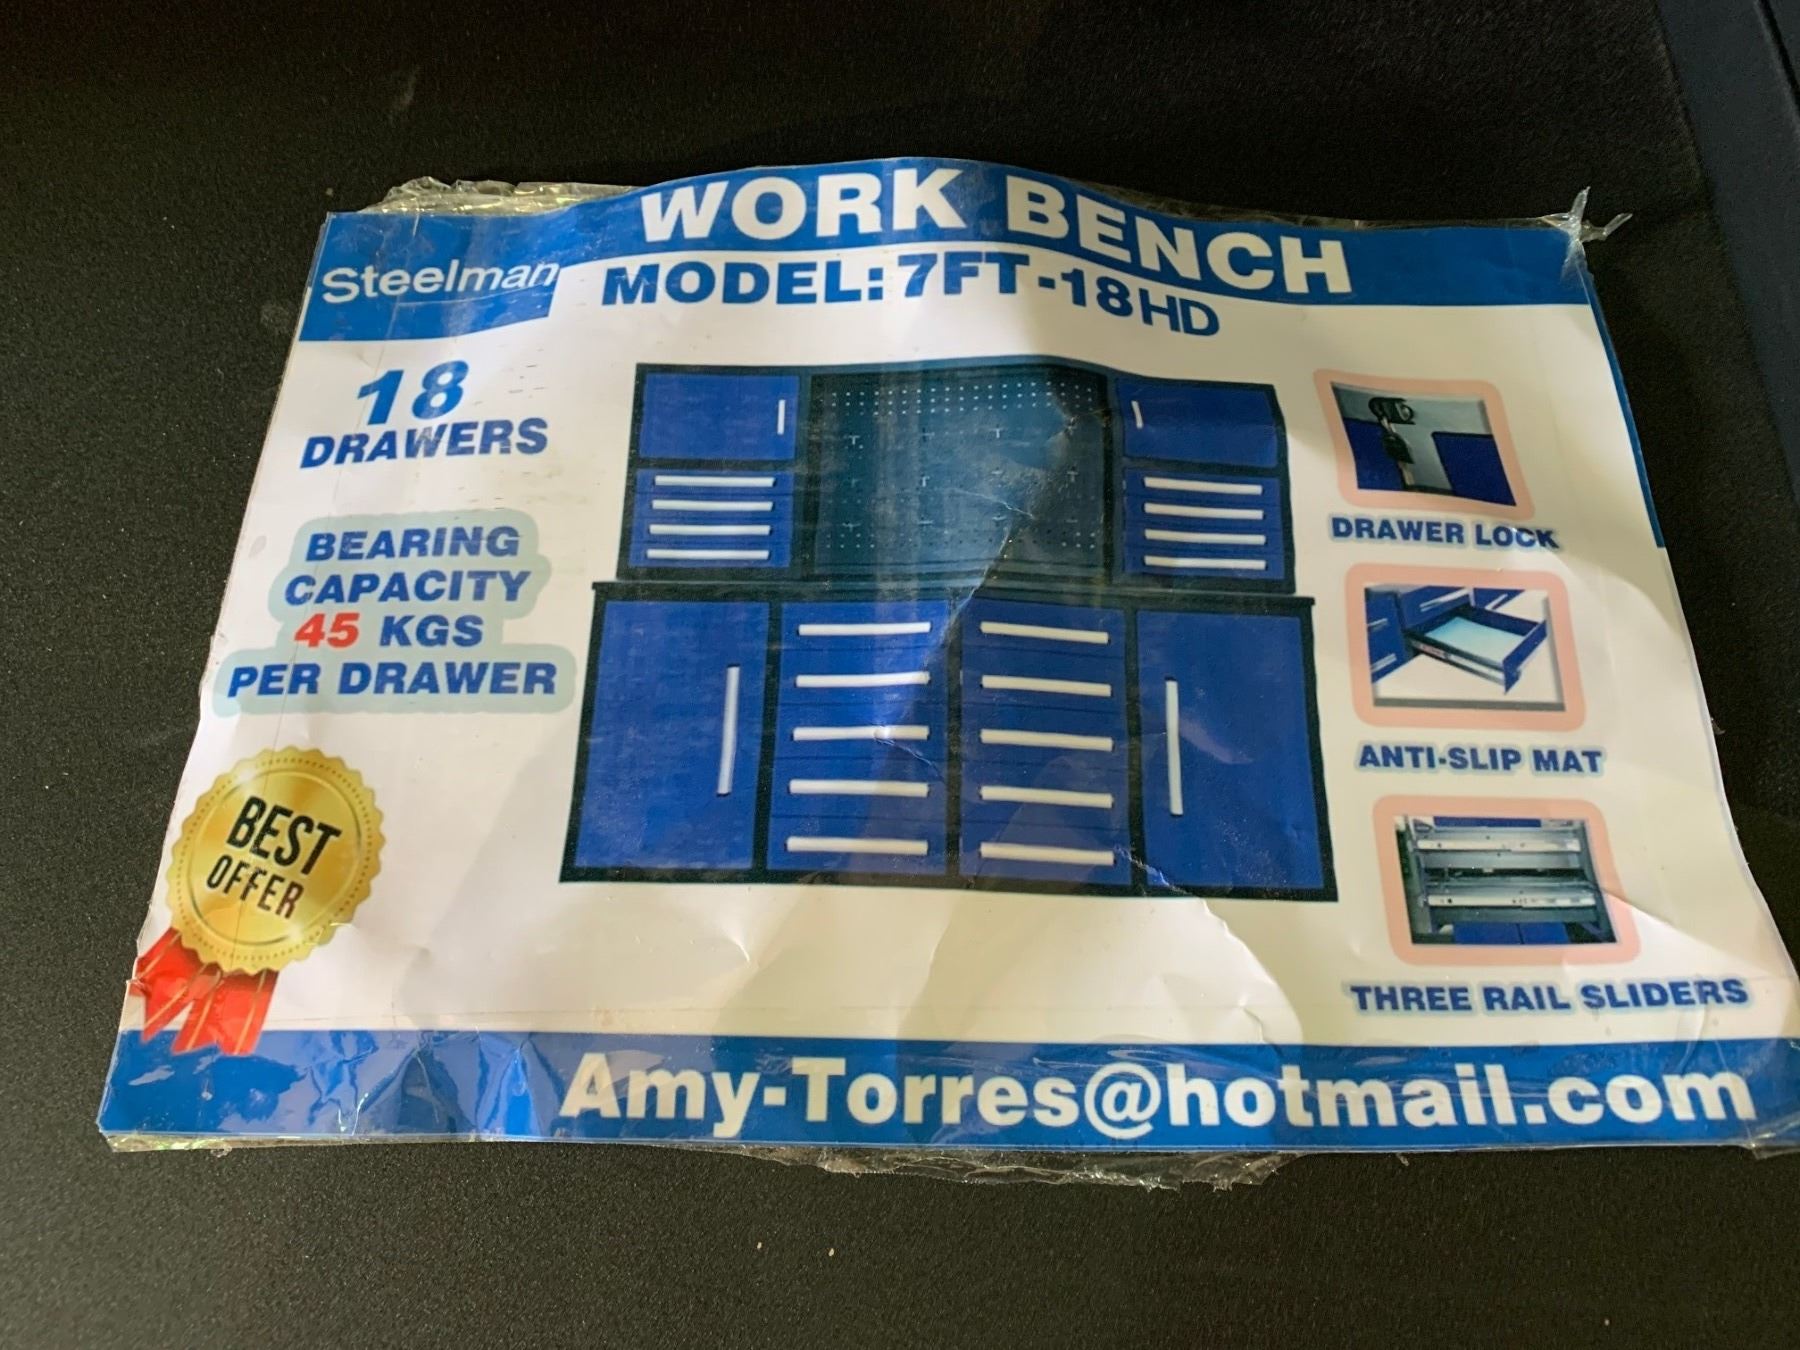 WORK BENCH
Steelman
MODEL: 7FT-18HD
18
DRAWERS
BEARING
CAPACITY
45 KGS
PER DRAWER
BEST
OFFER
DRAWER LOCK
ANTI-SLIP MAT
THREE RAIL SLIDERS
Amy-Torres@hotmail.com